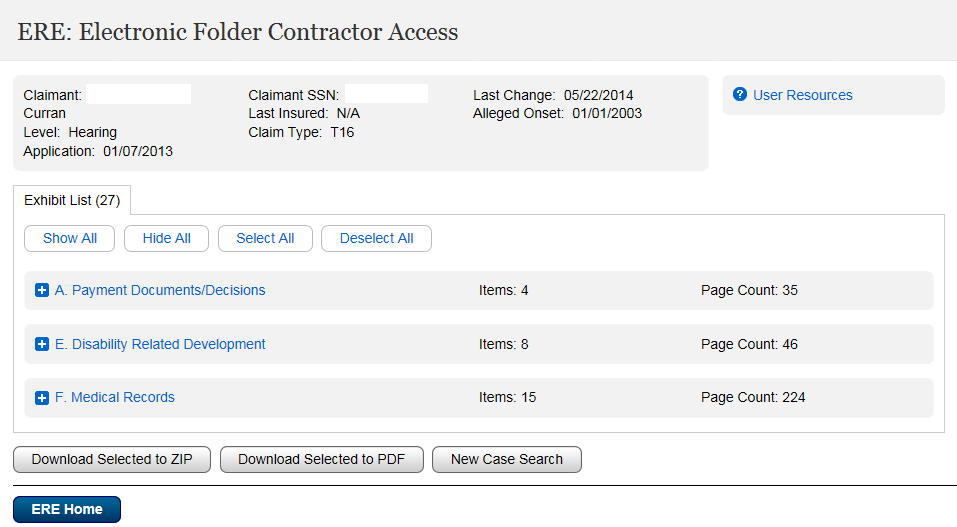 ERE: Electronic Folder Contractor Access
Claimant:
Curran
Level: Hearing
Application: 01/07/2013
Claimant SSN:
Last Insured: N/A
Claim Type: T16
Last Change: 05/22/2014
Alleged Onset: 01/01/2003
? User Resources
Exhibit List (27)
Show All
Hide All
Select All
Deselect All
A. Payment Documents/Decisions Items: 4 Page Count: 35
E. Disability Related Development Items: 8 Page Count: 46
F. Medical Records Items: 15 Page Count: 224
Download Selected to ZIP
Download Selected to PDF
New Case Search
ERE Home